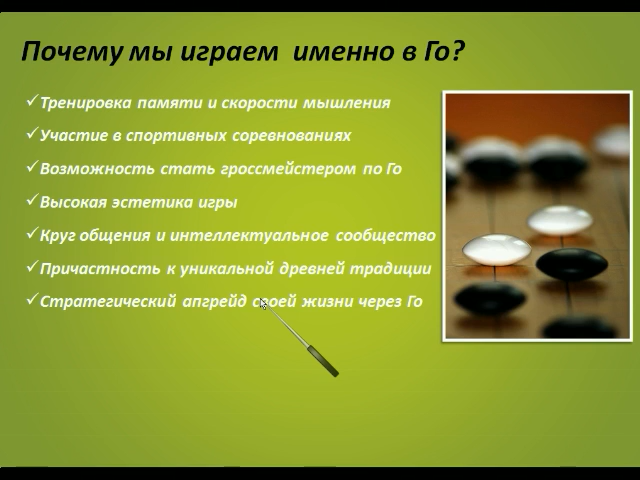 Почему мы играем именно в Го?
✓Тренировка памяти и скорости мышления
✓Участие в спортивных соревнованиях
✓Возможность стать гроссмейстером по Го
✓Высокая эстетика игры
✓Круг общения и интеллектуальное сообщество
✓Причастность к уникальной древней традиции
✓Стратегический апгрейд своей жизни через Го